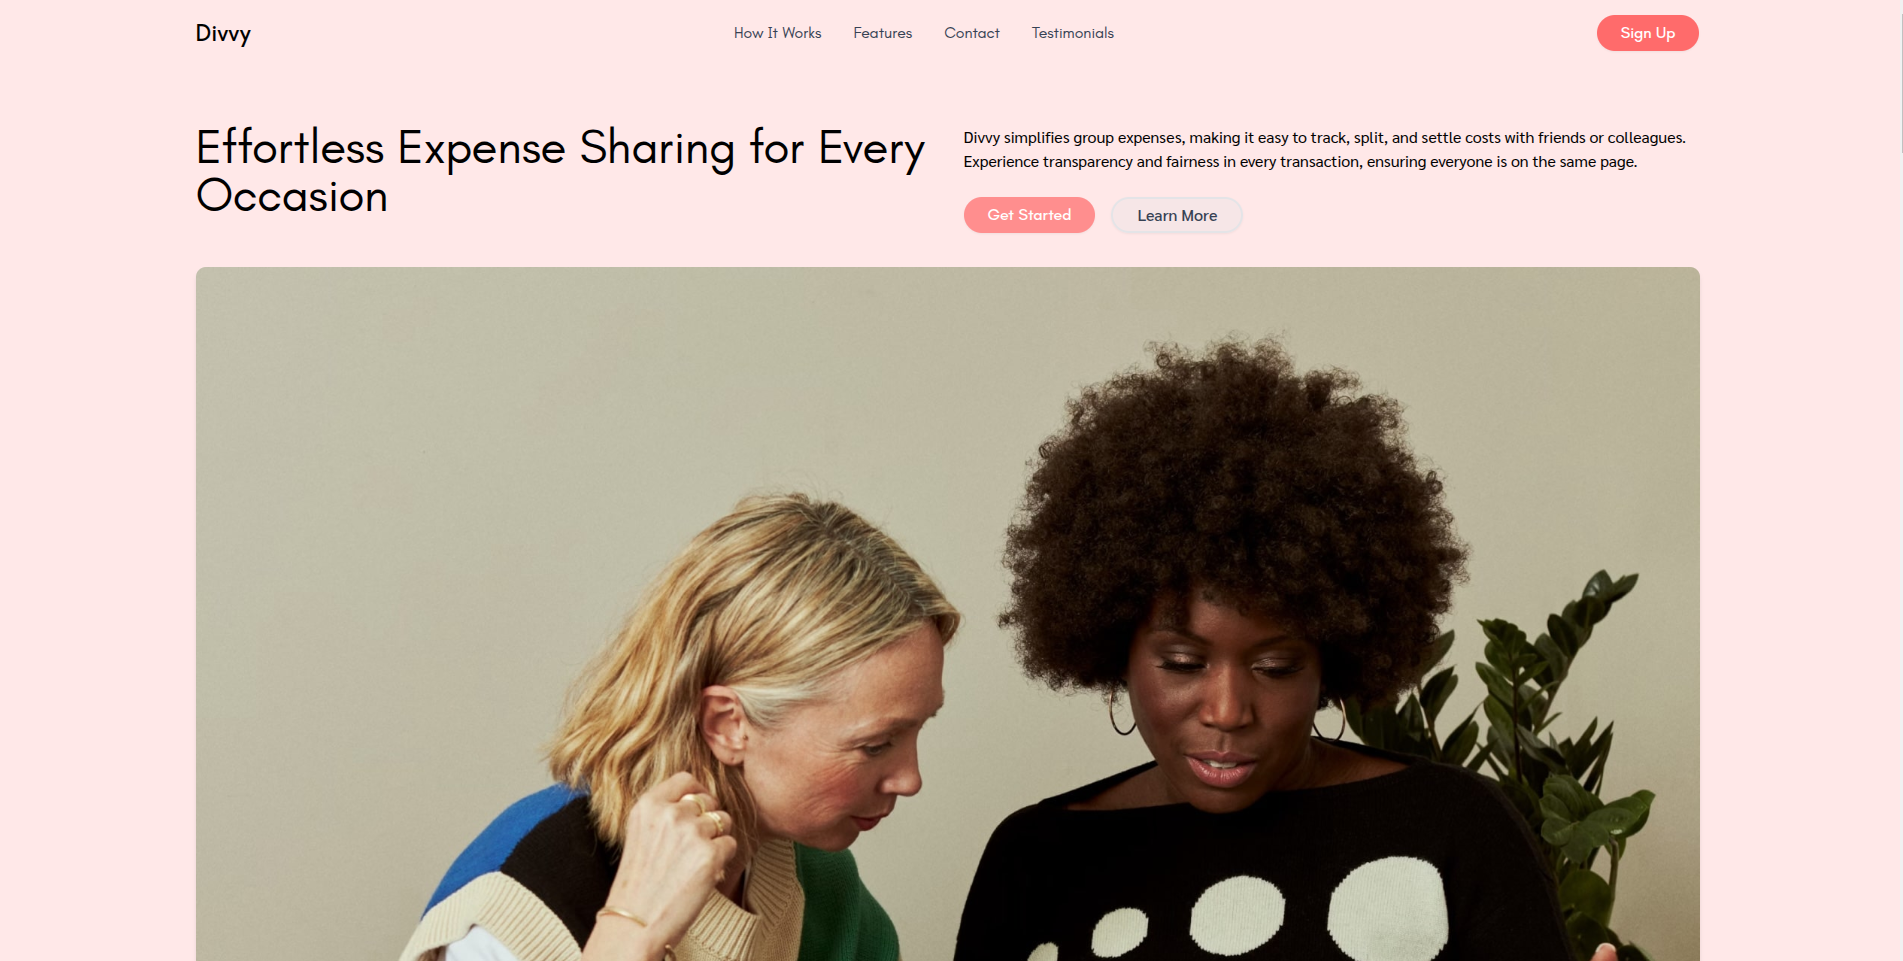 Divvy
How It Works
Features
Contact
Testimonials
Sign Up
Effortless Expense Sharing for Every
Occasion
Divvy simplifies group expenses, making it easy to track, split, and settle costs with friends or colleagues.
Experience transparency and fairness in every transaction, ensuring everyone is on the same page.
Get Started
Learn More